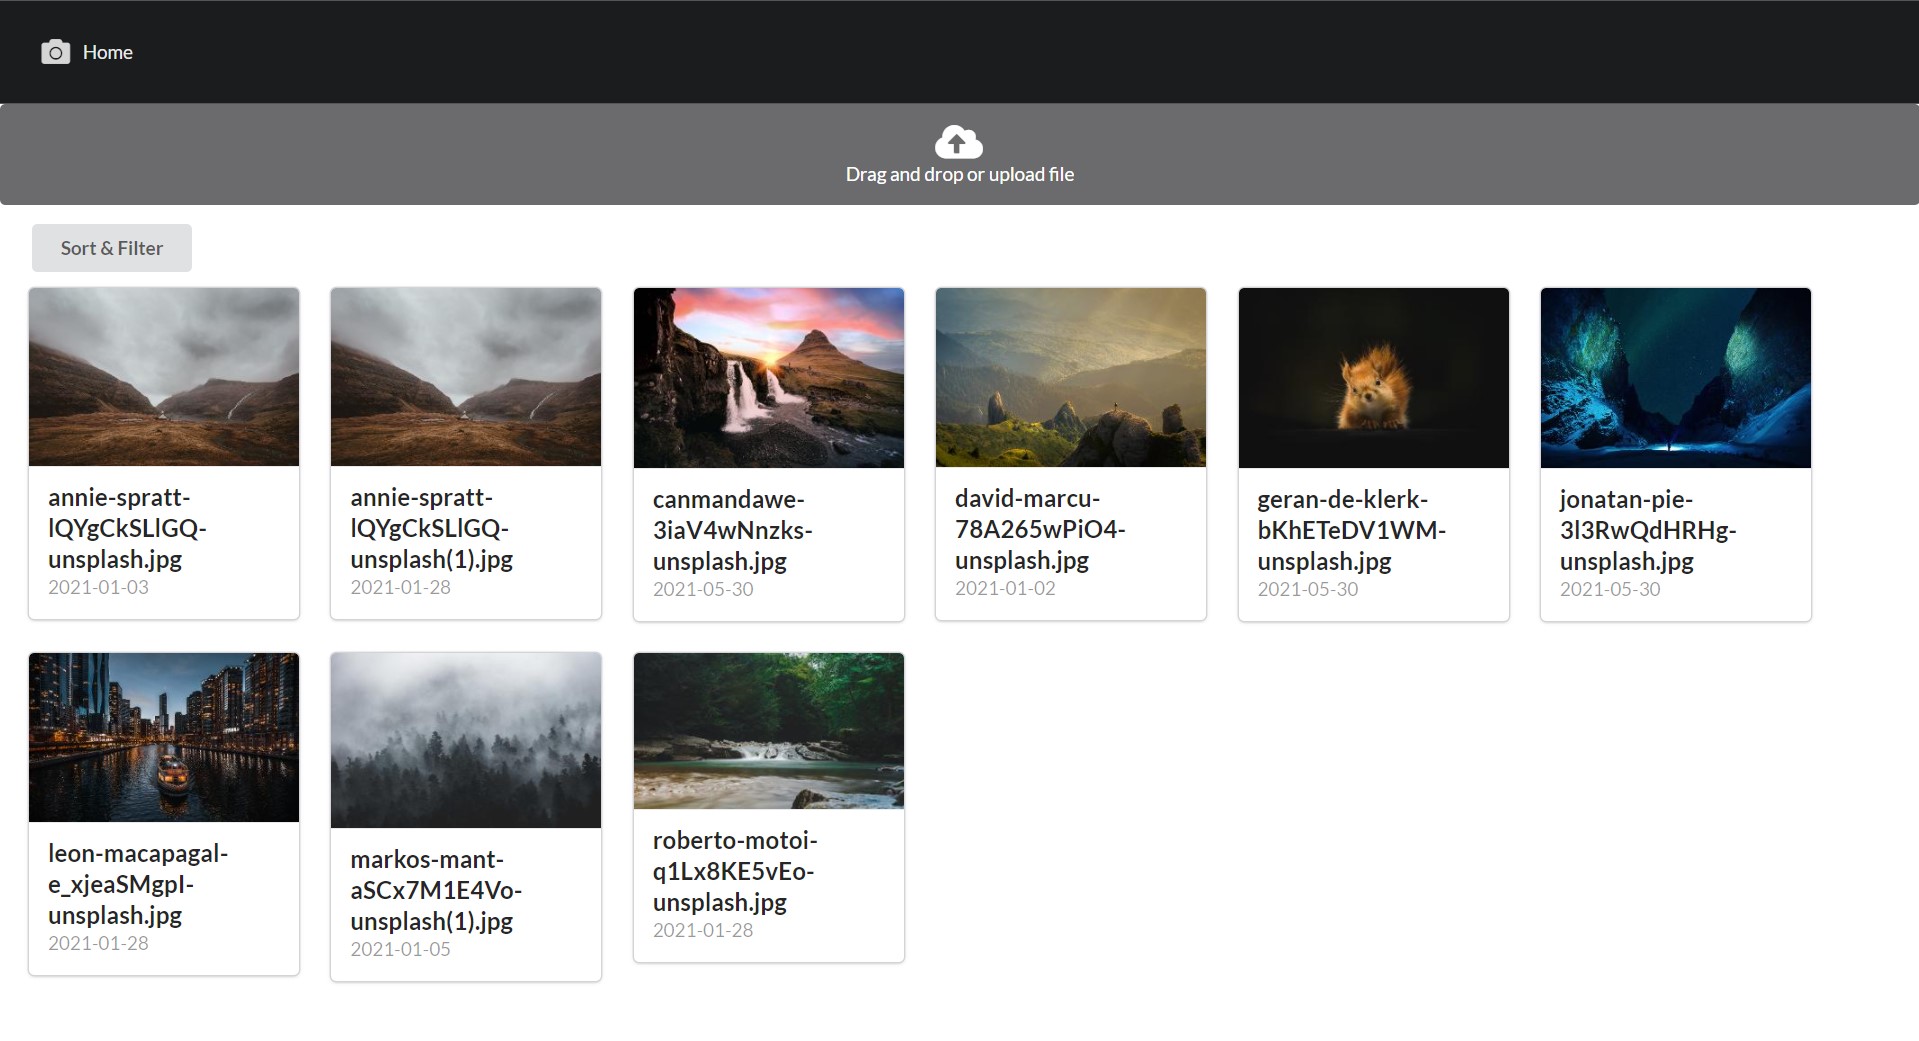 Home
Drag and drop or upload file
Sort & Filter
annie-spratt-
lQYgCkSLlGQ-
unsplash.jpg
2021-01-03
annie-spratt-
lQYgCkSLlGQ-
unsplash(1).jpg
2021-01-28
canmandawe-
3iaV4wNnzks-
unsplash.jpg
2021-05-30
david-marcu-
78A265wPiO4-
unsplash.jpg
2021-01-02
geran-de-klerk-
bKhETeDV1WM-
unsplash.jpg
2021-05-30
jonatan-pie-
3l3RwQdHRHg-
unsplash.jpg
2021-05-30
leon-macapagal-
e_xjeaSMgpI-
unsplash.jpg
2021-01-28
markos-mant-
aSCx7M1E4Vo-
unsplash(1).jpg
2021-01-05
roberto-motoi-
q1Lx8KE5vEo-
unsplash.jpg
2021-01-28